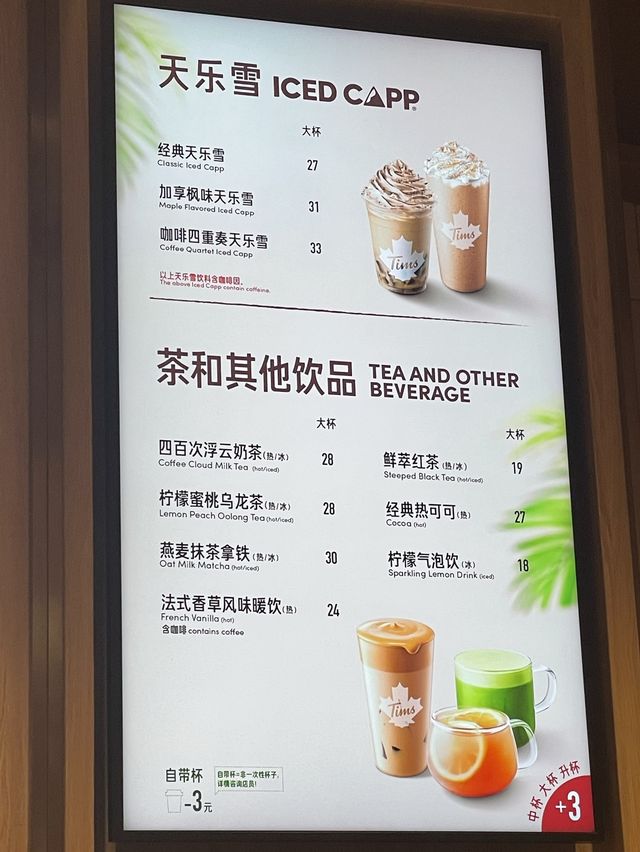 天乐雪 ICED CAPP
大杯
经典天乐雪 27
Classic Iced Capp
加享枫味天乐雪 31
Maple Flavored Iced Capp
咖啡四重奏天乐雪 33
Coffee Quartet Iced Capp
以上天乐雪饮料含咖啡因。
The above Iced Capp contain caffeine.
Tims
Tims
茶和其他饮品 TEA AND OTHER
BEVERAGE
大杯
四百次浮云奶茶(热/冰) 28
Coffee Cloud Milk Tea (hot/iced)
柠檬蜜桃乌龙茶(热/冰) 28
Lemon Peach Oolong Tea (hot/iced)
燕麦抹茶拿铁(热/冰) 30
Oat Milk Matcha (hot/iced)
法式香草风味暖饮(热) 24
French Vanilla (hot)
含咖啡 contains coffee
大杯
鲜萃红茶(热/冰) 19
Steeped Black Tea (hot/iced)
经典热可可(热) 27
Cocoa (hot)
柠檬气泡饮(冰) 18
Sparkling Lemon Drink (iced)
Tims
自带杯
-3元
自带杯=非一次性杯子,
详情咨询店员!
中杯 大杯 升杯
+3